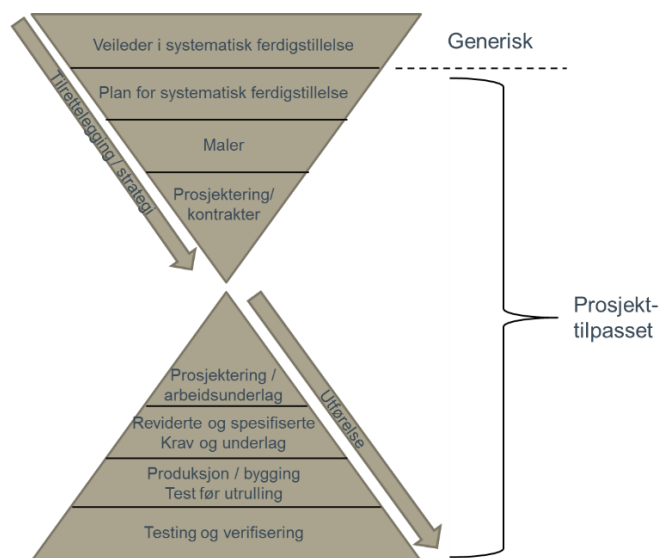 Veileder i systematisk ferdigstillelse
Generisk
Plan for systematisk ferdigstillelse
Maler
Prosjektering/
kontrakter
Tilrettelegging / strategi
Prosjekt-
tilpasset
Prosjektering /
arbeidsunderlag
Reviderte og spesifiserte
Krav og underlag
Produksjon / bygging
Test før utrulling
Testing og verifisering
Utførelse